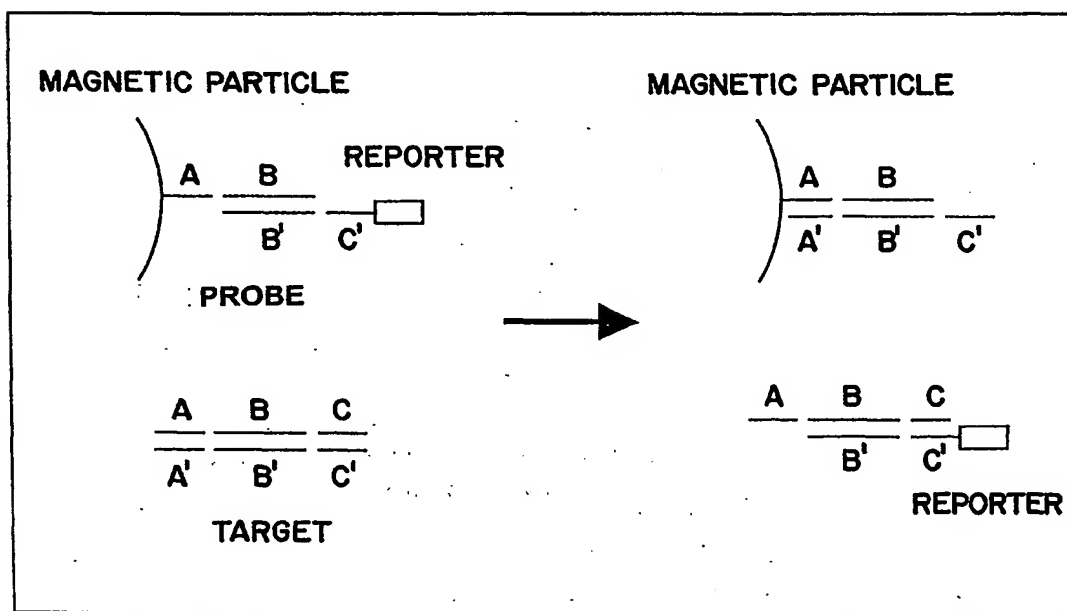 MAGNETIC PARTICLE
A B
REPORTER
B' C'
PROBE
A B C
A' B' C'
TARGET
MAGNETIC PARTICLE
A B
A' B' C'
A B C
B' C'
REPORTER